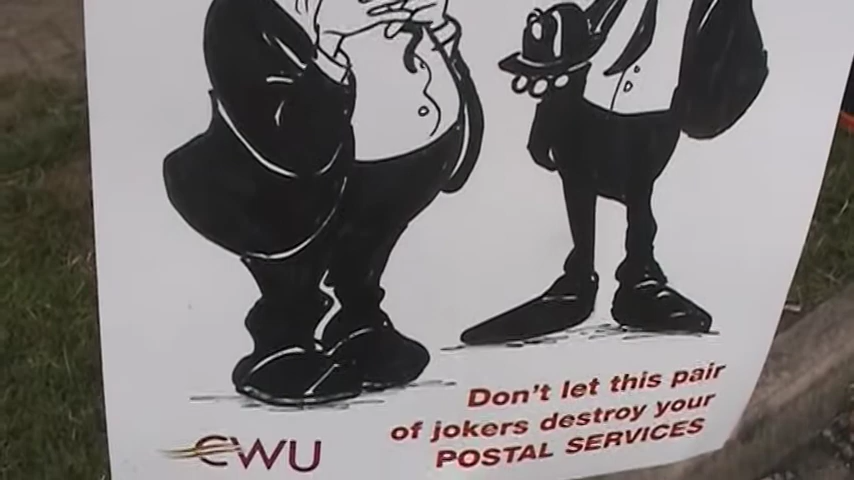 Don't let this pair
of jokers destroy your
POSTAL SERVICES
CWU